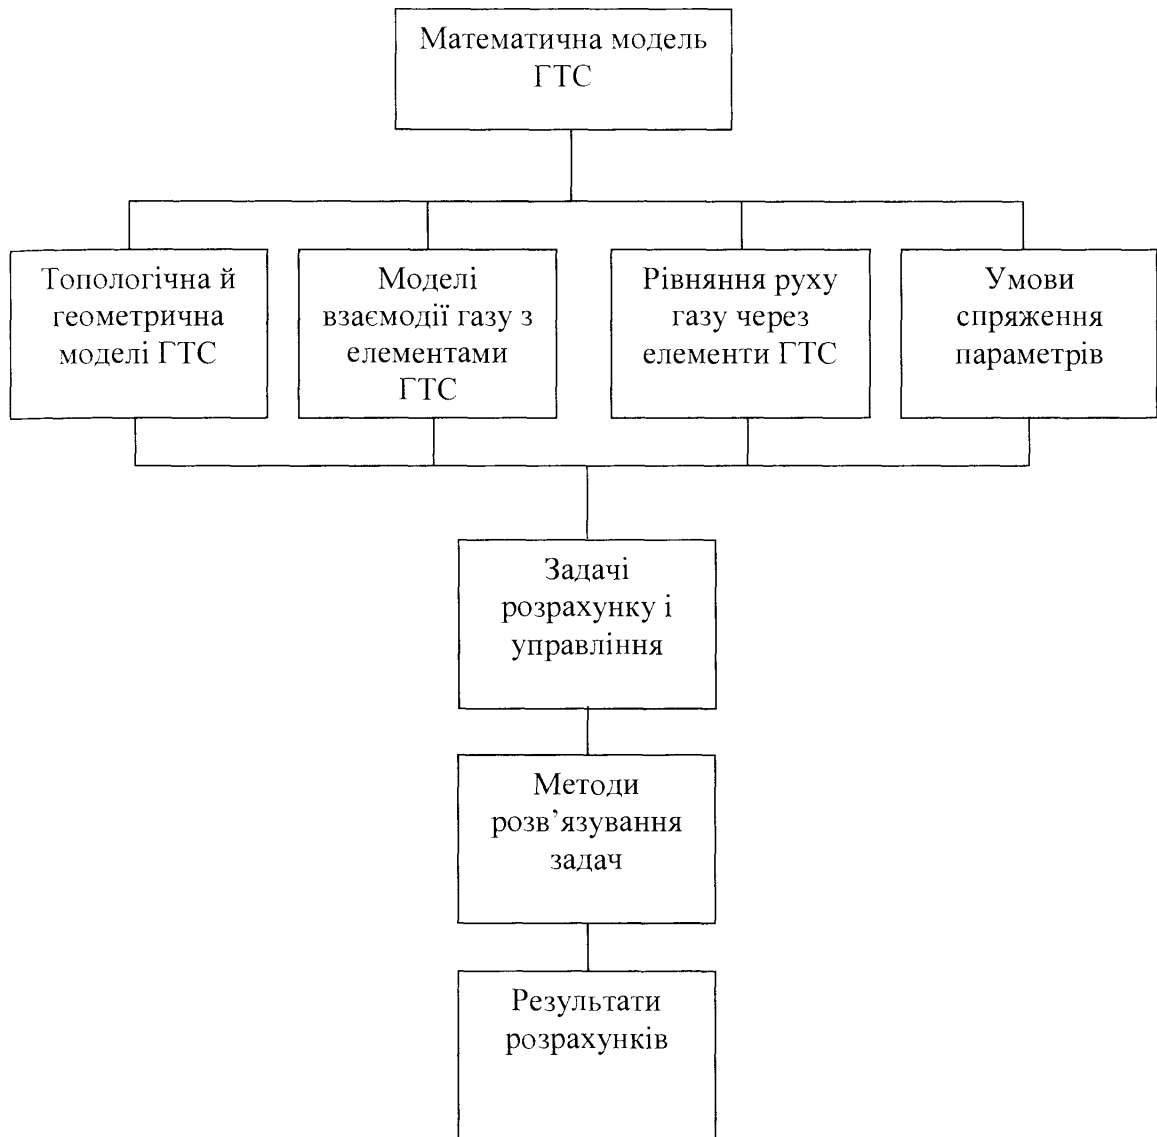 Математична модель
ГТС
Топологічна й
геометрична
моделі ГТС
Моделі
взаємодії газу з
елементами
ГТС
Рівняння руху
газу через
елементи ГТС
Умови
спряження
параметрів
Задачі
розрахунку і
управління
Методи
розв’язування
задач
Результати
розрахунків